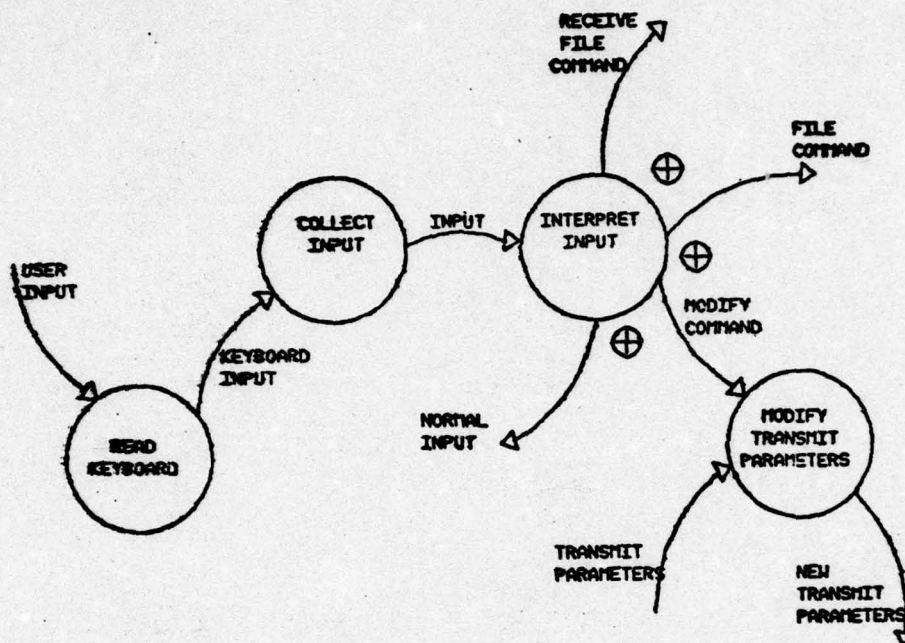 RECEIVE
FILE
COMMAND
FILE
COMMAND
COLLECT
INPUT
INPUT
INTERPRET
INPUT
USER
INPUT
MODIFY
COMMAND
KEYBOARD
INPUT
NORMAL
INPUT
MODIFY
TRANSMIT
PARAMETERS
READ
KEYBOARD
TRANSMIT
PARAMETERS
NEW
TRANSMIT
PARAMETERS